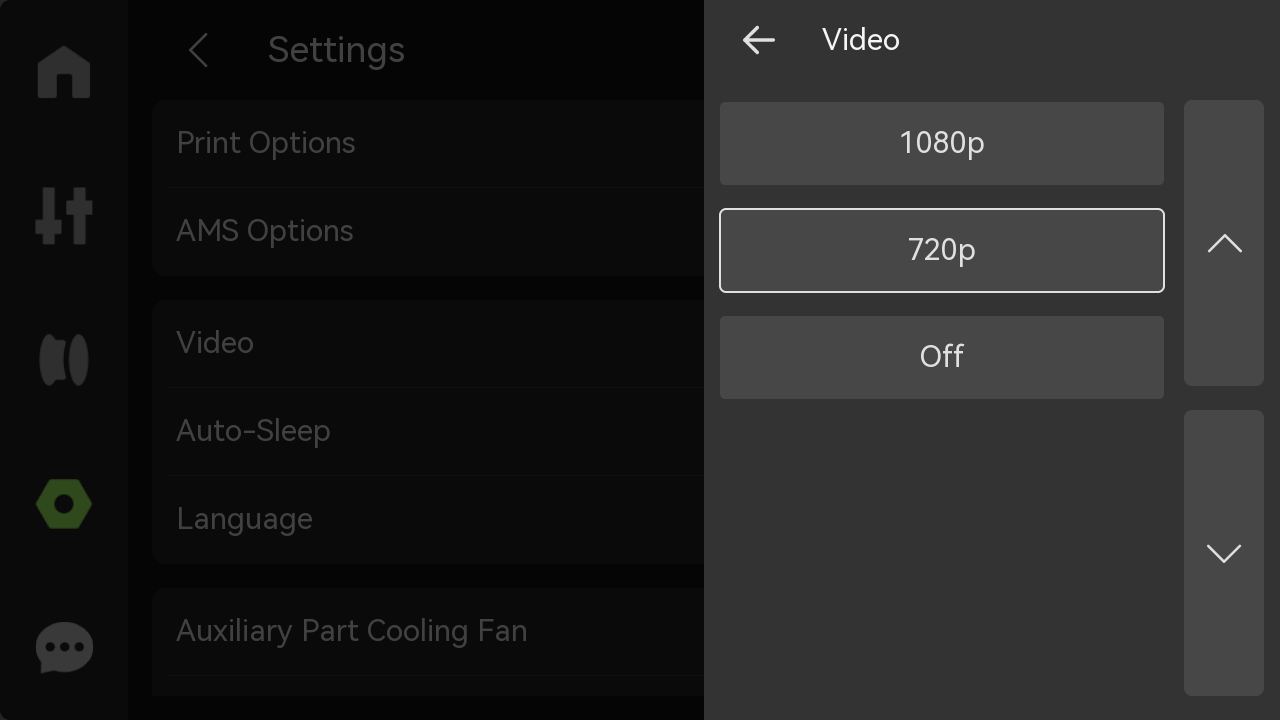 Settings
Print Options
AMS Options
Video
Auto-Sleep
Language
Auxiliary Part Cooling Fan
Video
1080p
720p
Off